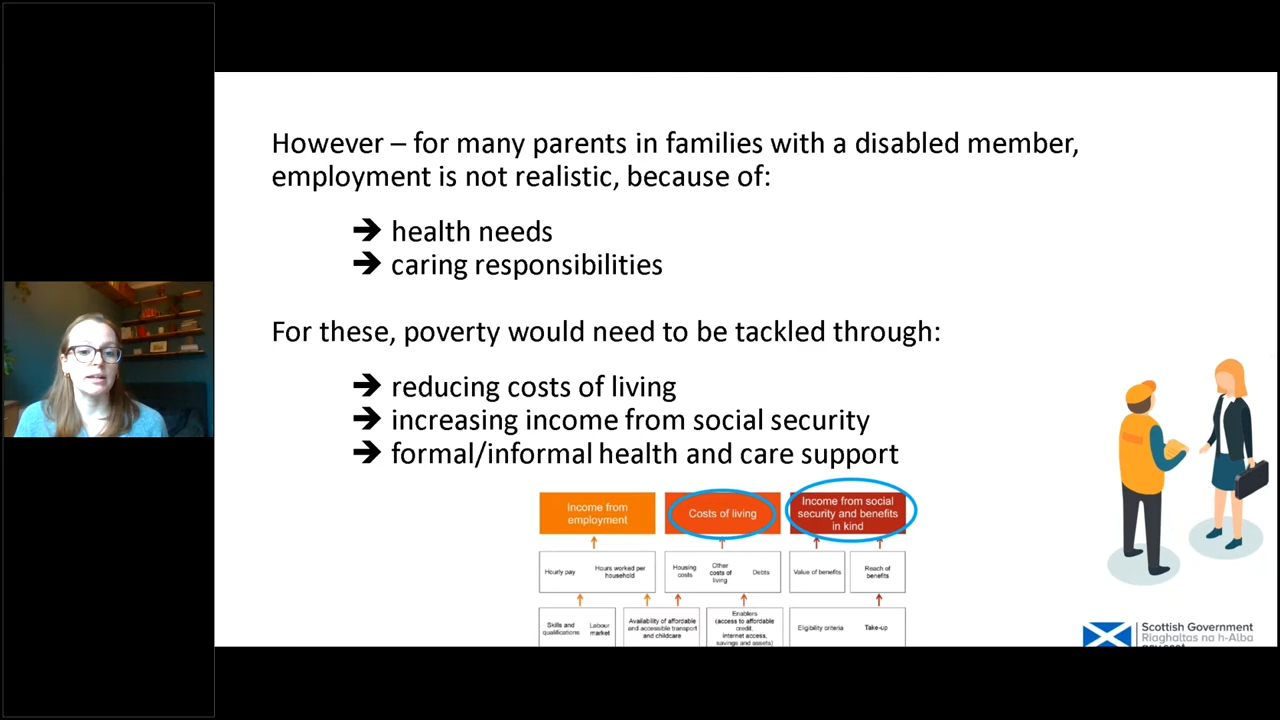 However – for many parents in families with a disabled member,
employment is not realistic, because of:
➔ health needs
➔ caring responsibilities
For these, poverty would need to be tackled through:
➔ reducing costs of living
➔ increasing income from social security
➔ formal/informal health and care support
Income from
employment
Costs of living
Income from social
security and benefits
in kind
Hourly pay
Hours worked per
household
Housing
costs
Other
costs of
living
Debts
Value of benefits
Reach of
benefits
Skills and
qualifications
Labour
market
Availability of affordable
and accessible transport
and childcare
Enablers
(access to affordable
credit,
internet access,
savings and assets)
Eligibility criteria
Take-up
Scottish Government
Riaghaltas na h-Alba
gov.scot